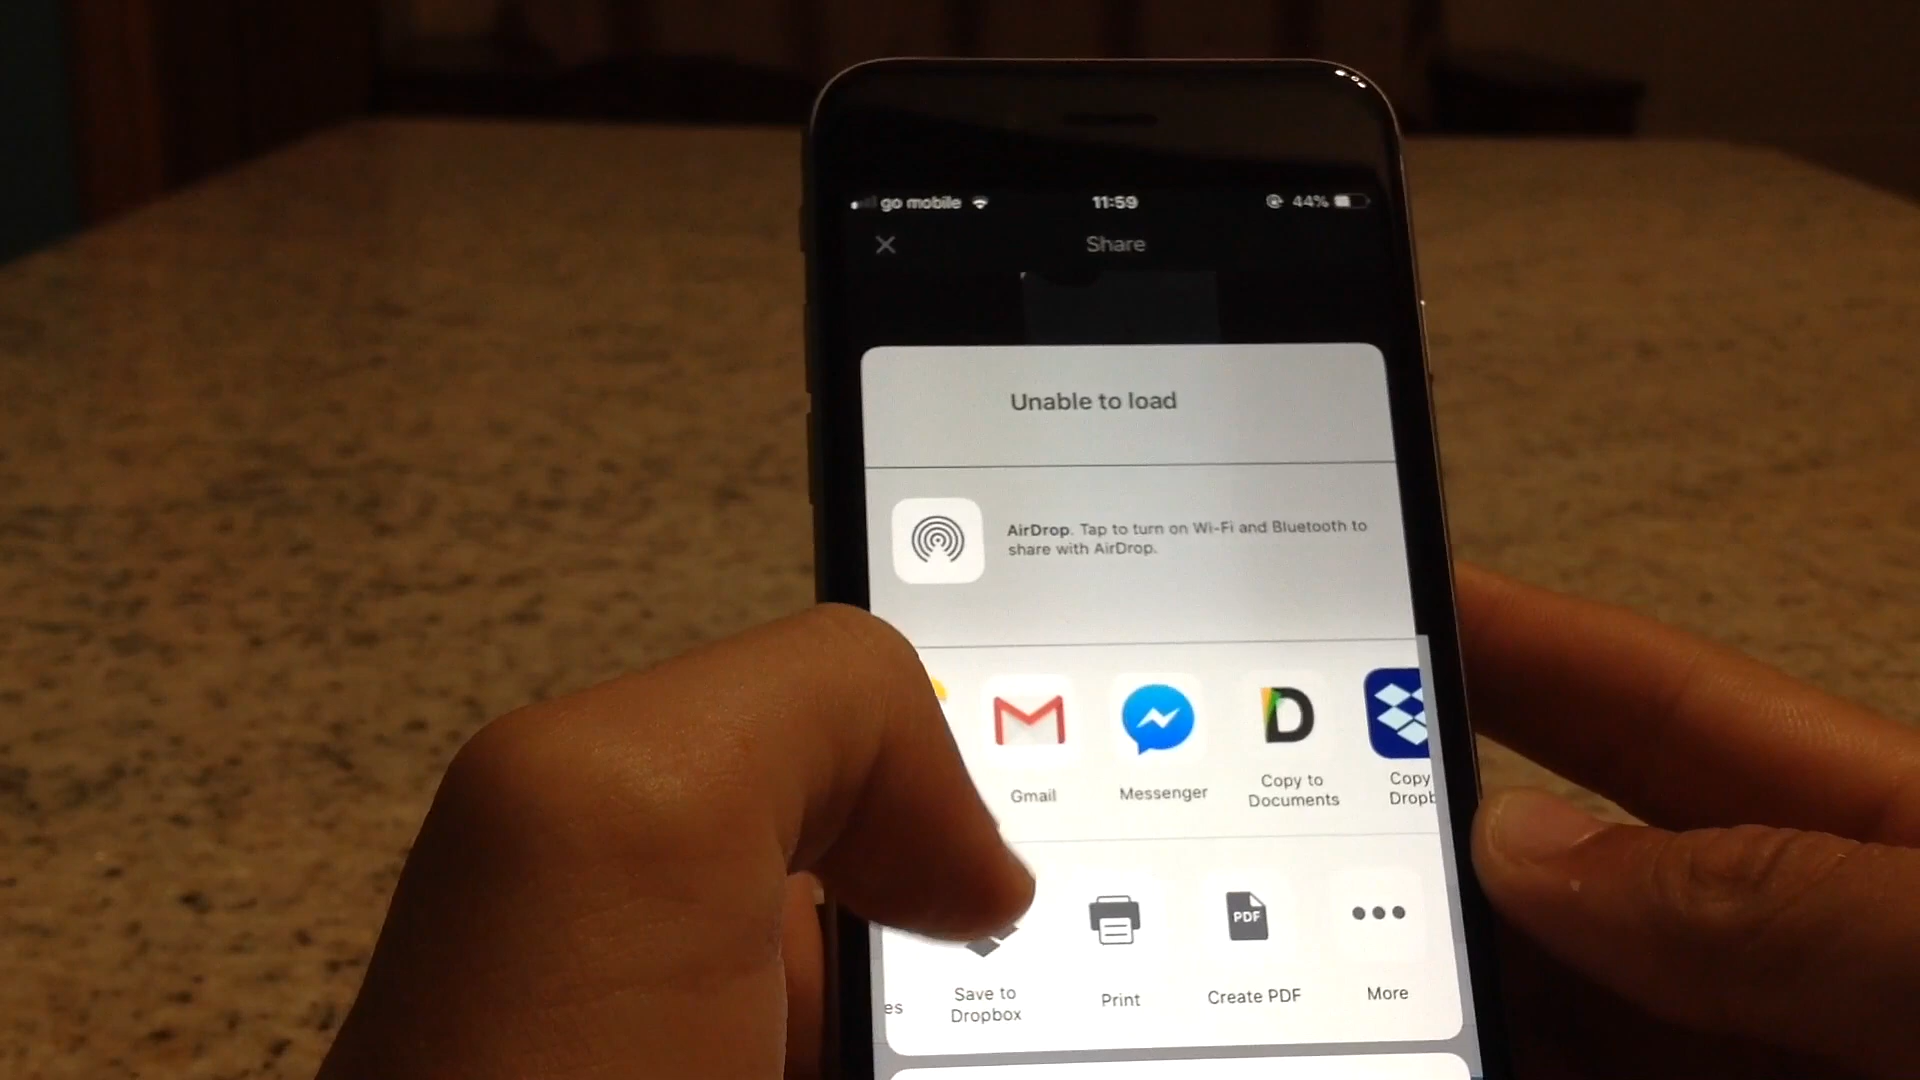 go mobile 11:59 44%
Share
Unable to load
AirDrop. Tap to turn on Wi-Fi and Bluetooth to
share with AirDrop.
Gmail
Messenger
Copy to
Documents
Copy
Dropb
es
Save to
Dropbox
Print
PDF
Create PDF
More